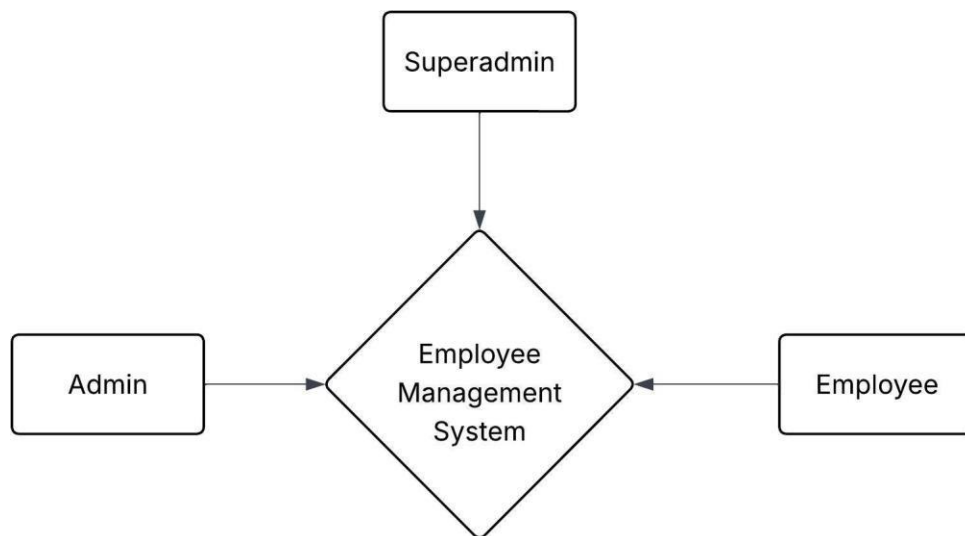 Superadmin
Admin
Employee
Management
System
Employee